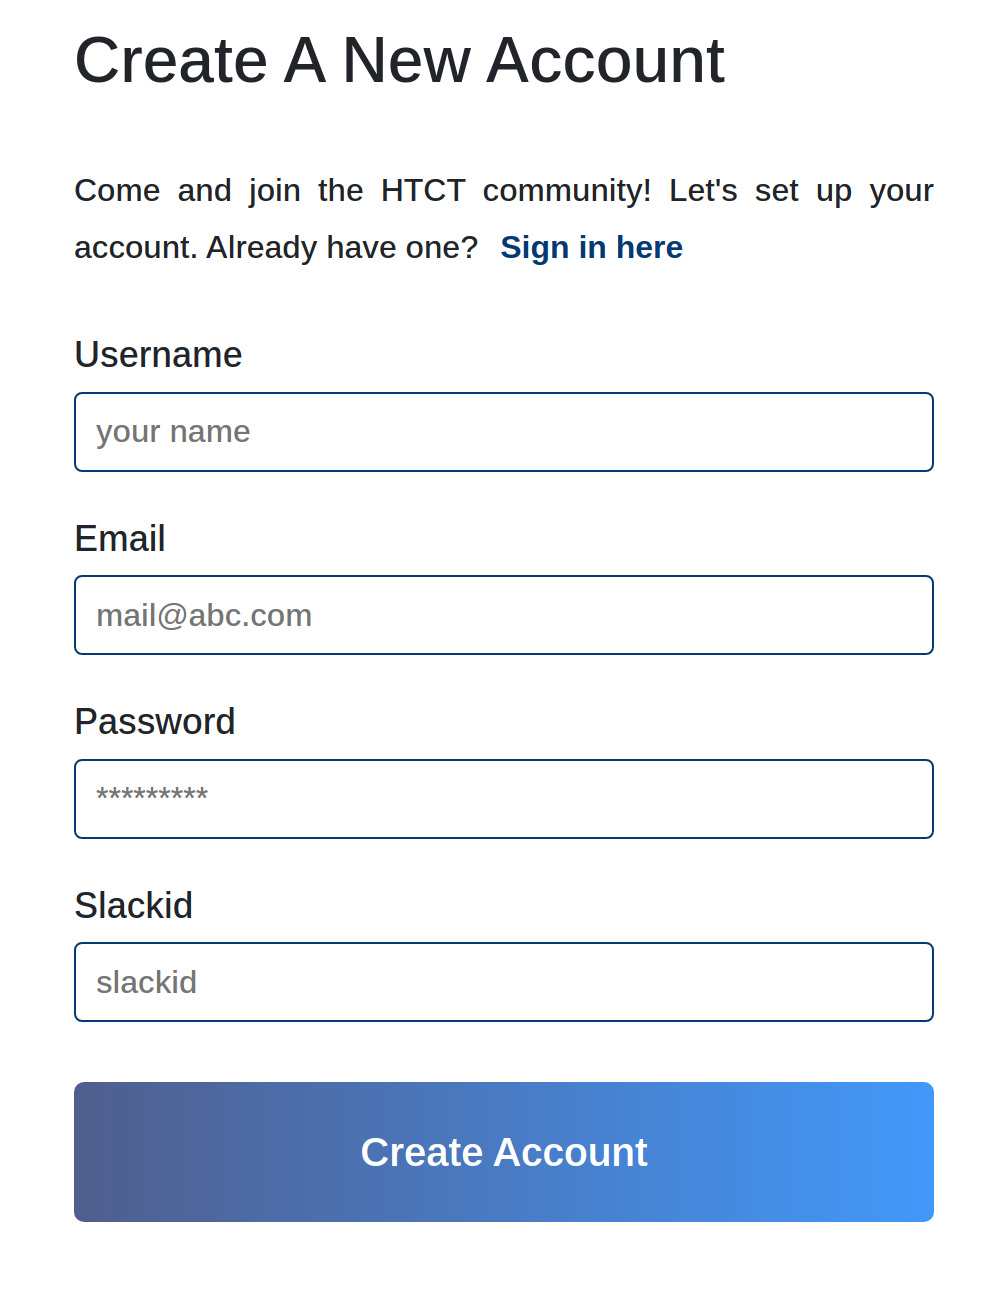 Create A New Account
Come and join the HTCT community! Let's set up your
account. Already have one? Sign in here
Username
your name
Email
mail@abc.com
Password
*********
Slackid
slackid
Create Account